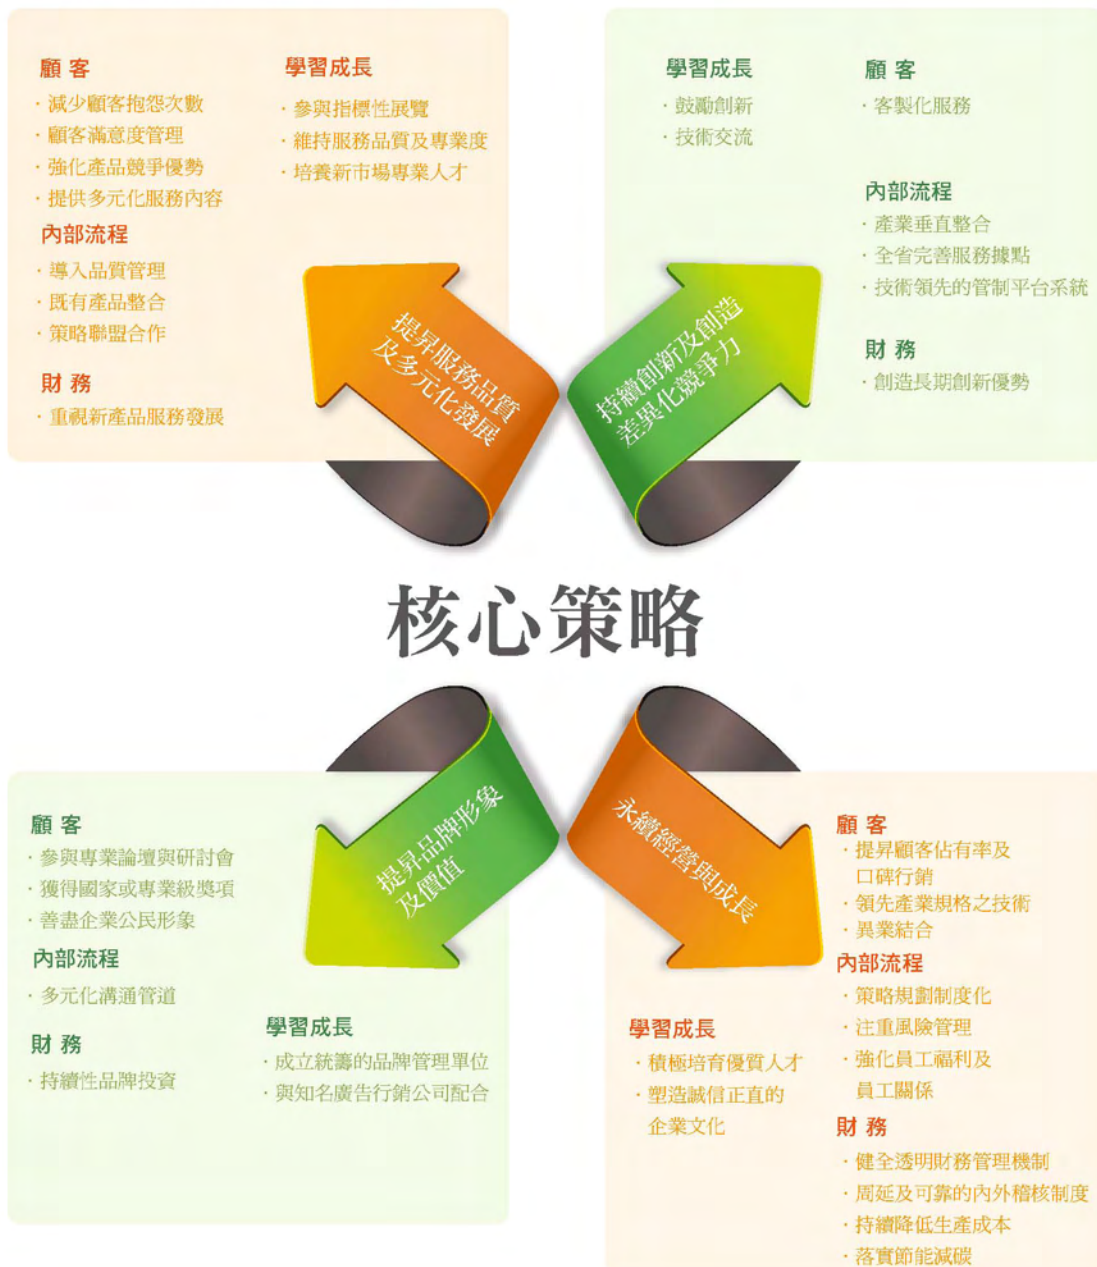 顧 客
· 減少顧客抱怨次數
· 顧客滿意度管理
· 強化產品競爭優勢
· 提供多元化服務內容
內部流程
· 導入品質管理
· 既有產品整合
· 策略聯盟合作
財 務
· 重視新產品服務發展
學習成長
· 參與指標性展覽
· 維持服務品質及專業度
· 培養新市場專業人才
提昇服務品質
及多元化發展
學習成長
· 鼓勵創新
· 技術交流
顧 客
· 客製化服務
內部流程
· 產業垂直整合
· 全省完善服務據點
· 技術領先的管制平台系統
財 務
· 創造長期創新優勢
持續創新及創造
差異化競爭力
核心策略
顧 客
· 參與專業論壇與研討會
· 獲得國家或專業級獎項
· 善盡企業公民形象
內部流程
· 多元化溝通管道
財 務
· 持續性品牌投資
學習成長
· 成立統籌的品牌管理單位
· 與知名廣告行銷公司配合
提昇品牌形象
及價值
永續經營與成長
學習成長
· 積極培育優質人才
· 塑造誠信正直的
企業文化
顧 客
· 提昇顧客佔有率及
口碑行銷
· 領先產業規格之技術
· 異業結合
內部流程
· 策略規劃制度化
· 注重風險管理
· 強化員工福利及
員工關係
財 務
· 健全透明財務管理機制
· 周延及可靠的內外稽核制度
· 持續降低生產成本
· 落實節能減碳